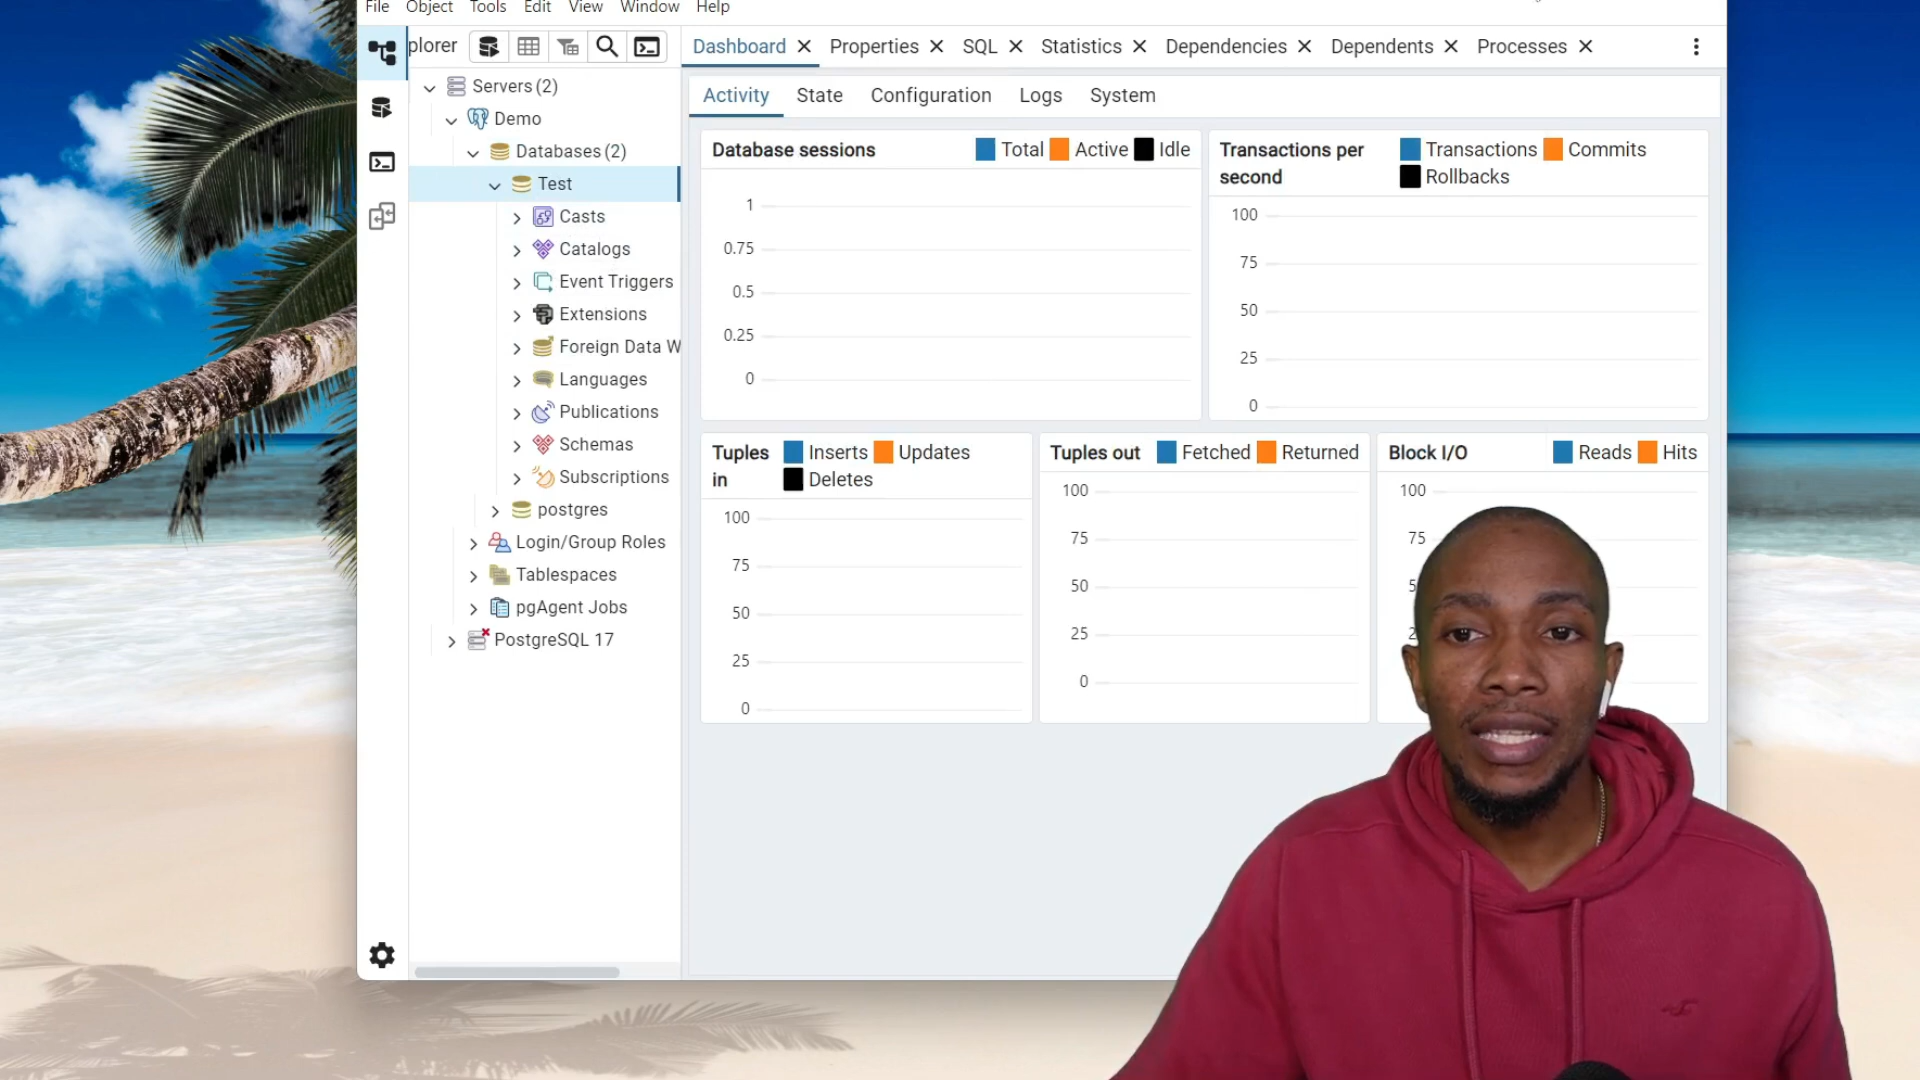 File Object Tools Edit View Window Help
plorer
Dashboard Properties SQL Statistics Dependencies Dependents Processes
Servers (2)
Demo
Databases (2)
Test
Casts
Catalogs
Event Triggers
Extensions
Foreign Data W
Languages
Publications
Schemas
Subscriptions
postgres
Login/Group Roles
Tablespaces
pgAgent Jobs
PostgreSQL 17
Activity State Configuration Logs System
Database sessions
Total Active Idle
1
0.75
0.5
0.25
0
Transactions per
second
Transactions Commits
Rollbacks
100
75
50
25
0
Tuples
in
Inserts Updates
Deletes
100
75
50
25
0
Tuples out
Fetched Returned
100
75
50
25
0
Block I/O
Reads Hits
100
75
5
2